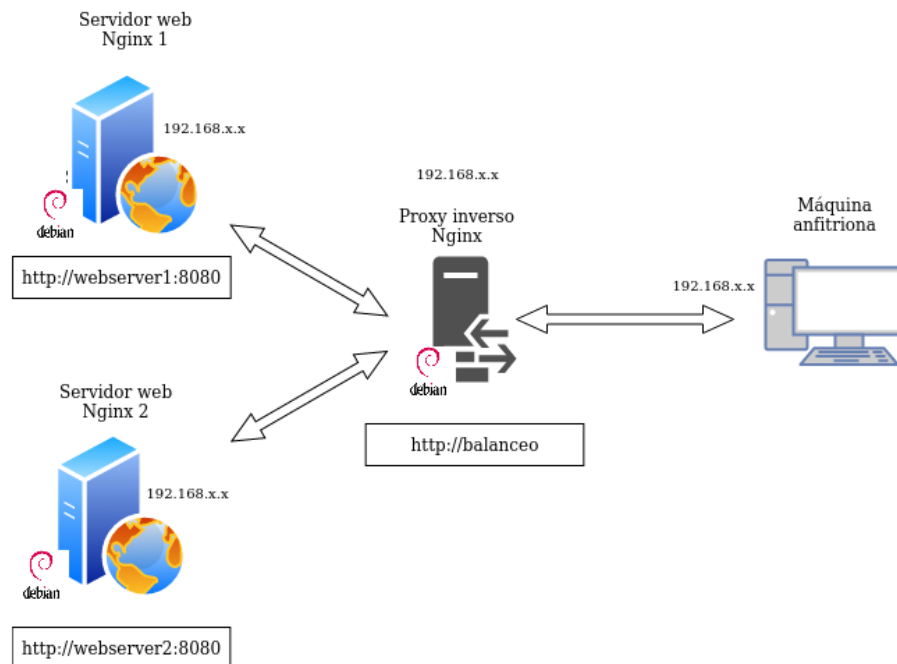 Servidor web
Nginx 1
192.168.x.x
debian
http://webserver1:8080
192.168.x.x
Proxy inverso
Nginx
debian
http://balanceo
Máquina
anfitriona
192.168.x.x
Servidor web
Nginx 2
192.168.x.x
debian
http://webserver2:8080